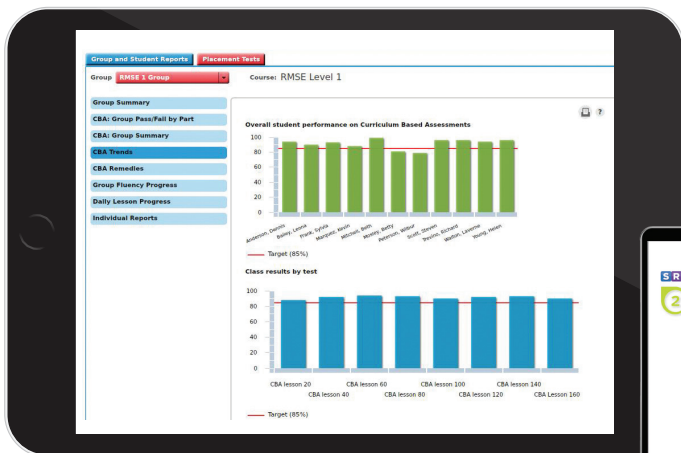 Group and Student Reports Placement Tests
Group RMSE 1 Group Course: RMSE Level 1
Group Summary
CBA: Group Pass/Fail by Part
CBA: Group Summary
CBA Trends
CBA Remedies
Group Fluency Progress
Daily Lesson Progress
Individual Reports
?
Overall student performance on Curriculum Based Assessments
100
80
60
40
20
0
Anderson, Dennis
Bailey, Leona
Frank, Sylvia
Marquez, Kevin
Mitchell, Beth
Mosley, Betty
Peterson, Wilbur
Scott, Steven
Trevino, Richard
Walton, Laverne
Young, Helen
Target (85%)
Class results by test
100
80
60
40
20
0
CBA lesson 20 CBA lesson 60 CBA lesson 100 CBA lesson 140
CBA lesson 40 CBA lesson 80 CBA lesson 120 CBA Lesson 160
Target (85%)
S R
2